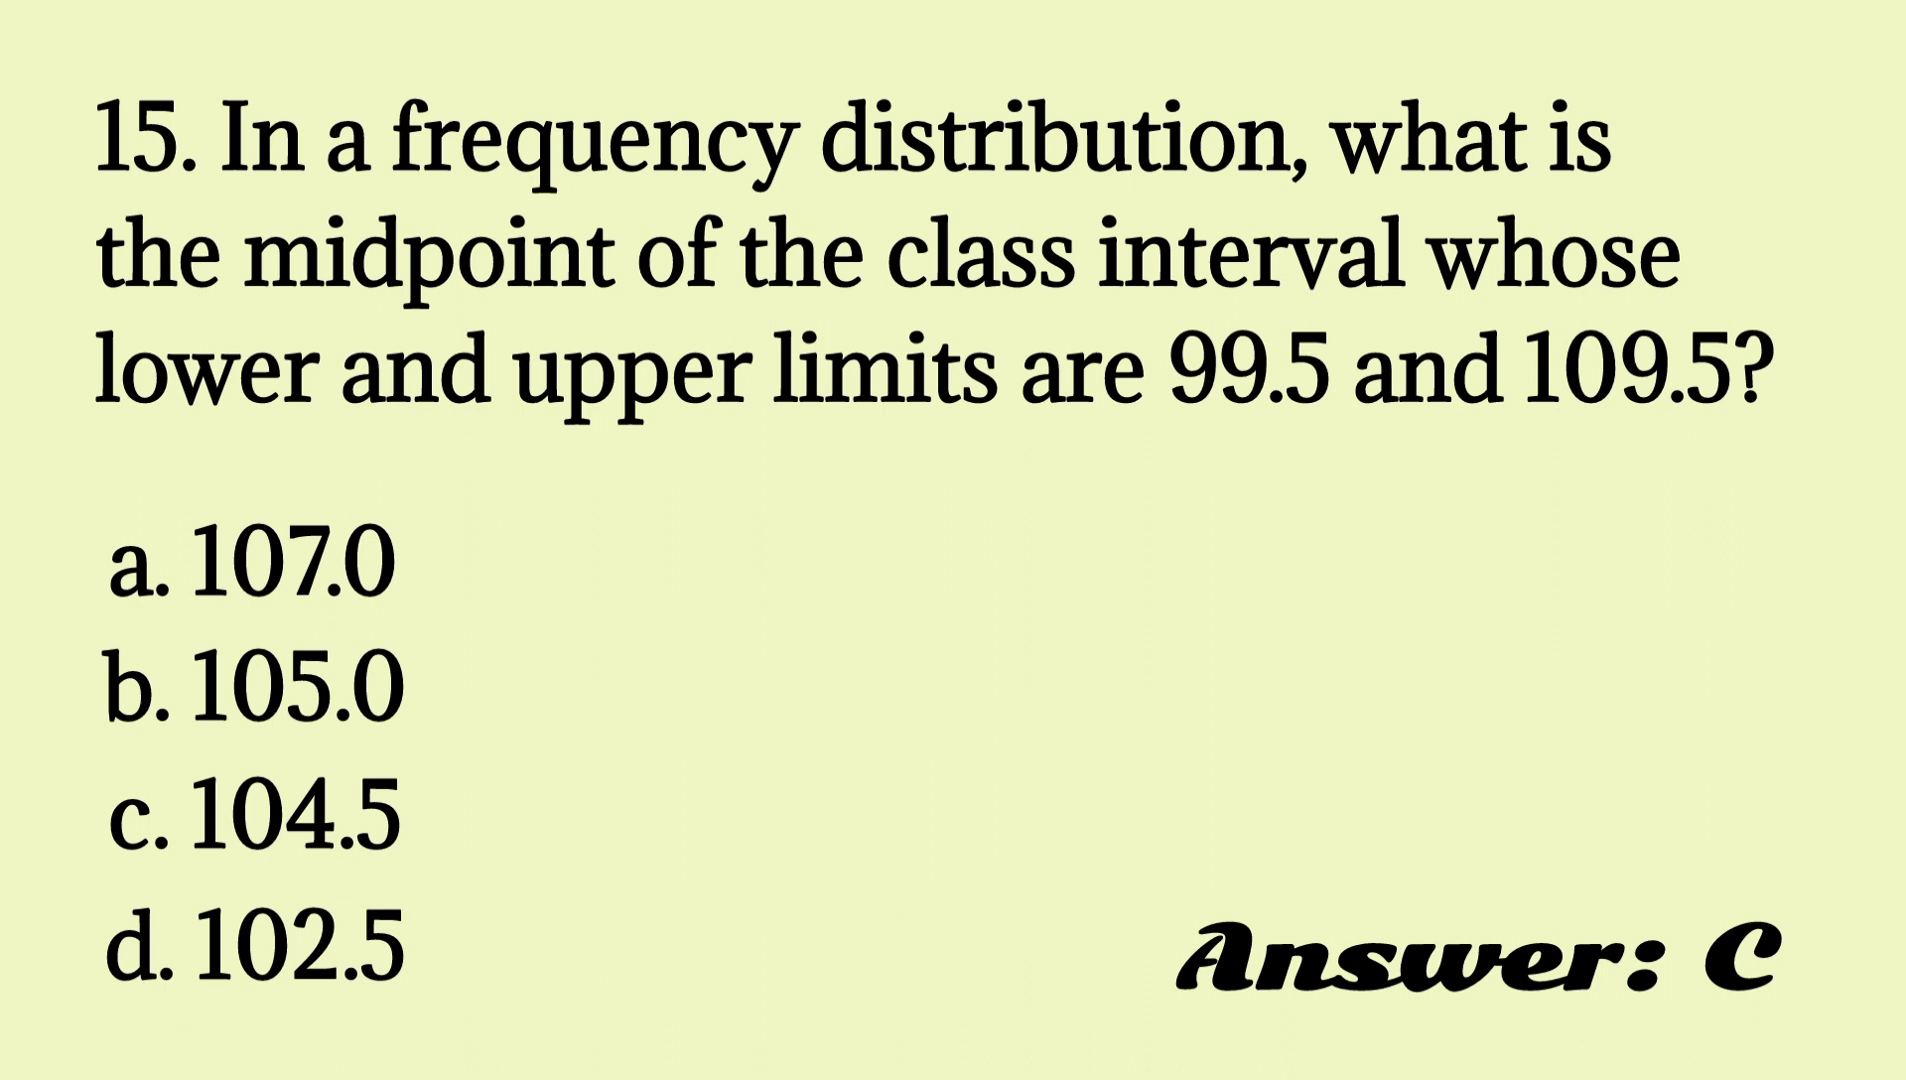 15. In a frequency distribution, what is
the midpoint of the class interval whose
lower and upper limits are 99.5 and 109.5?
a. 107.0
b. 105.0
c. 104.5
d. 102.5
Answer: C